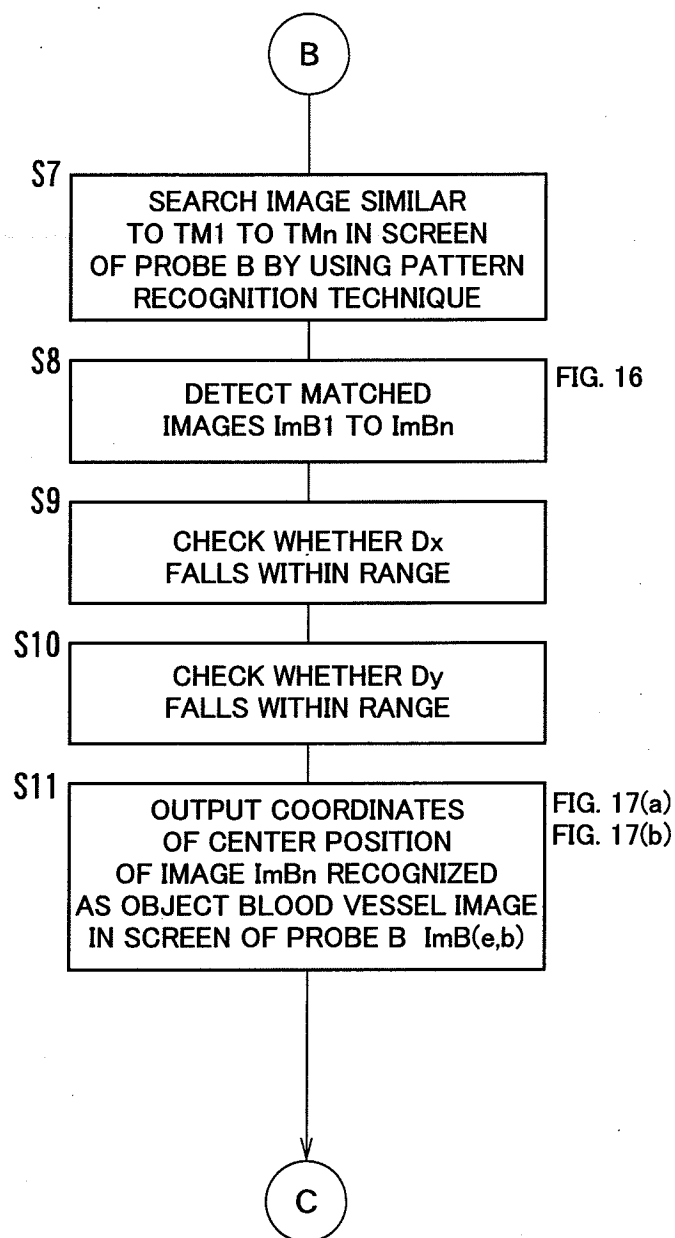 B
S7
SEARCH IMAGE SIMILAR
TO TM1 TO TMn IN SCREEN
OF PROBE B BY USING PATTERN
RECOGNITION TECHNIQUE
S8
DETECT MATCHED
IMAGES ImB1 TO ImBn
FIG. 16
S9
CHECK WHETHER Dx
FALLS WITHIN RANGE
S10
CHECK WHETHER Dy
FALLS WITHIN RANGE
S11
OUTPUT COORDINATES
OF CENTER POSITION
OF IMAGE ImBn RECOGNIZED
AS OBJECT BLOOD VESSEL IMAGE
IN SCREEN OF PROBE B ImB(e,b)
FIG. 17(a)
FIG. 17(b)
C